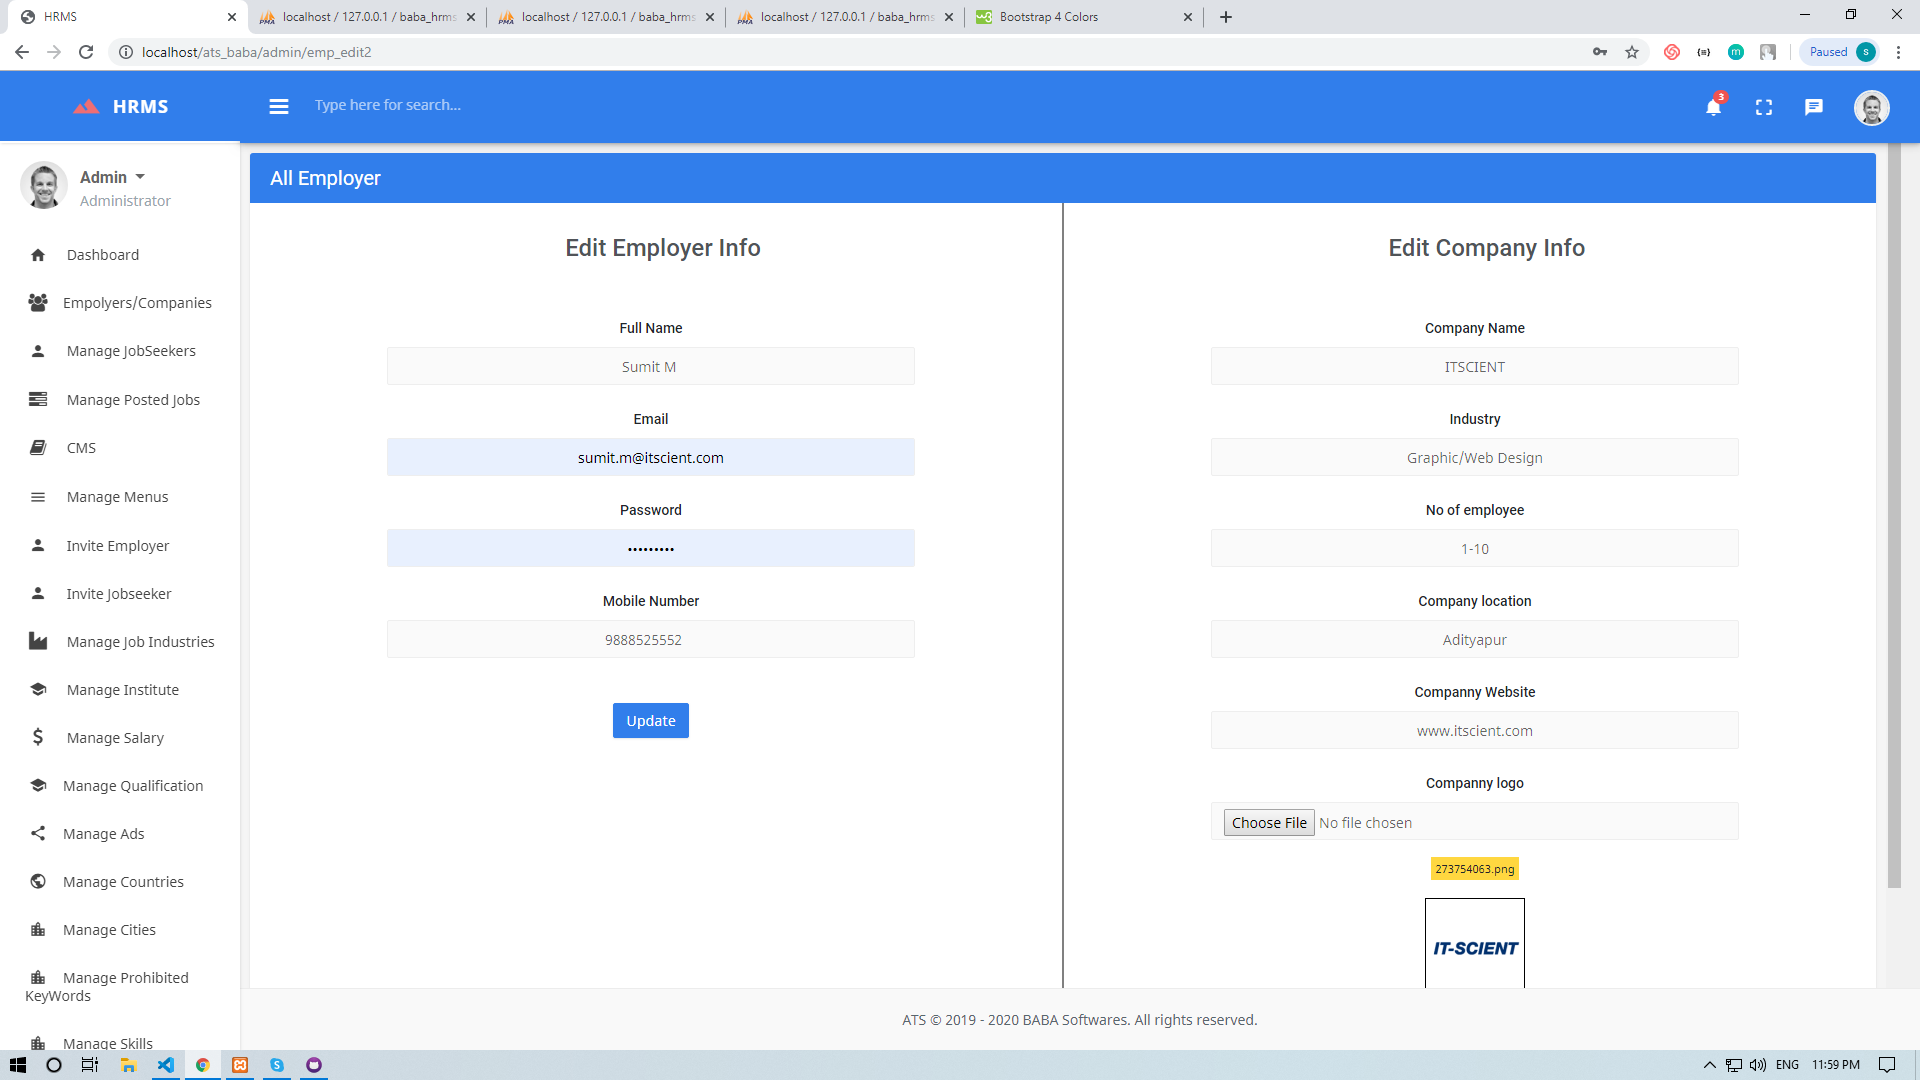 HRMS
localhost / 127.0.0.1 / baba_hrms
localhost / 127.0.0.1 / baba_hrms
localhost / 127.0.0.1 / baba_hrms
Bootstrap 4 Colors
localhost/ats_baba/admin/emp_edit2
Paused
s
HRMS
Type here for search...
3
Admin
Administrator
Dashboard
Empolyers/Companies
Manage JobSeekers
Manage Posted Jobs
CMS
Manage Menus
Invite Employer
Invite Jobseeker
Manage Job Industries
Manage Institute
Manage Salary
Manage Qualification
Manage Ads
Manage Countries
Manage Cities
Manage Prohibited
KeyWords
Manage Skills
All Employer
Edit Employer Info
Full Name
Sumit M
Email
sumit.m@itscient.com
Password
•••••••••
Mobile Number
9888525552
Update
Edit Company Info
Company Name
ITSCIENT
Industry
Graphic/Web Design
No of employee
1-10
Company location
Adityapur
Companny Website
www.itscient.com
Companny logo
Choose File No file chosen
273754063.png
IT-SCIENT
ATS © 2019 - 2020 BABA Softwares. All rights reserved.
ENG
11:59 PM